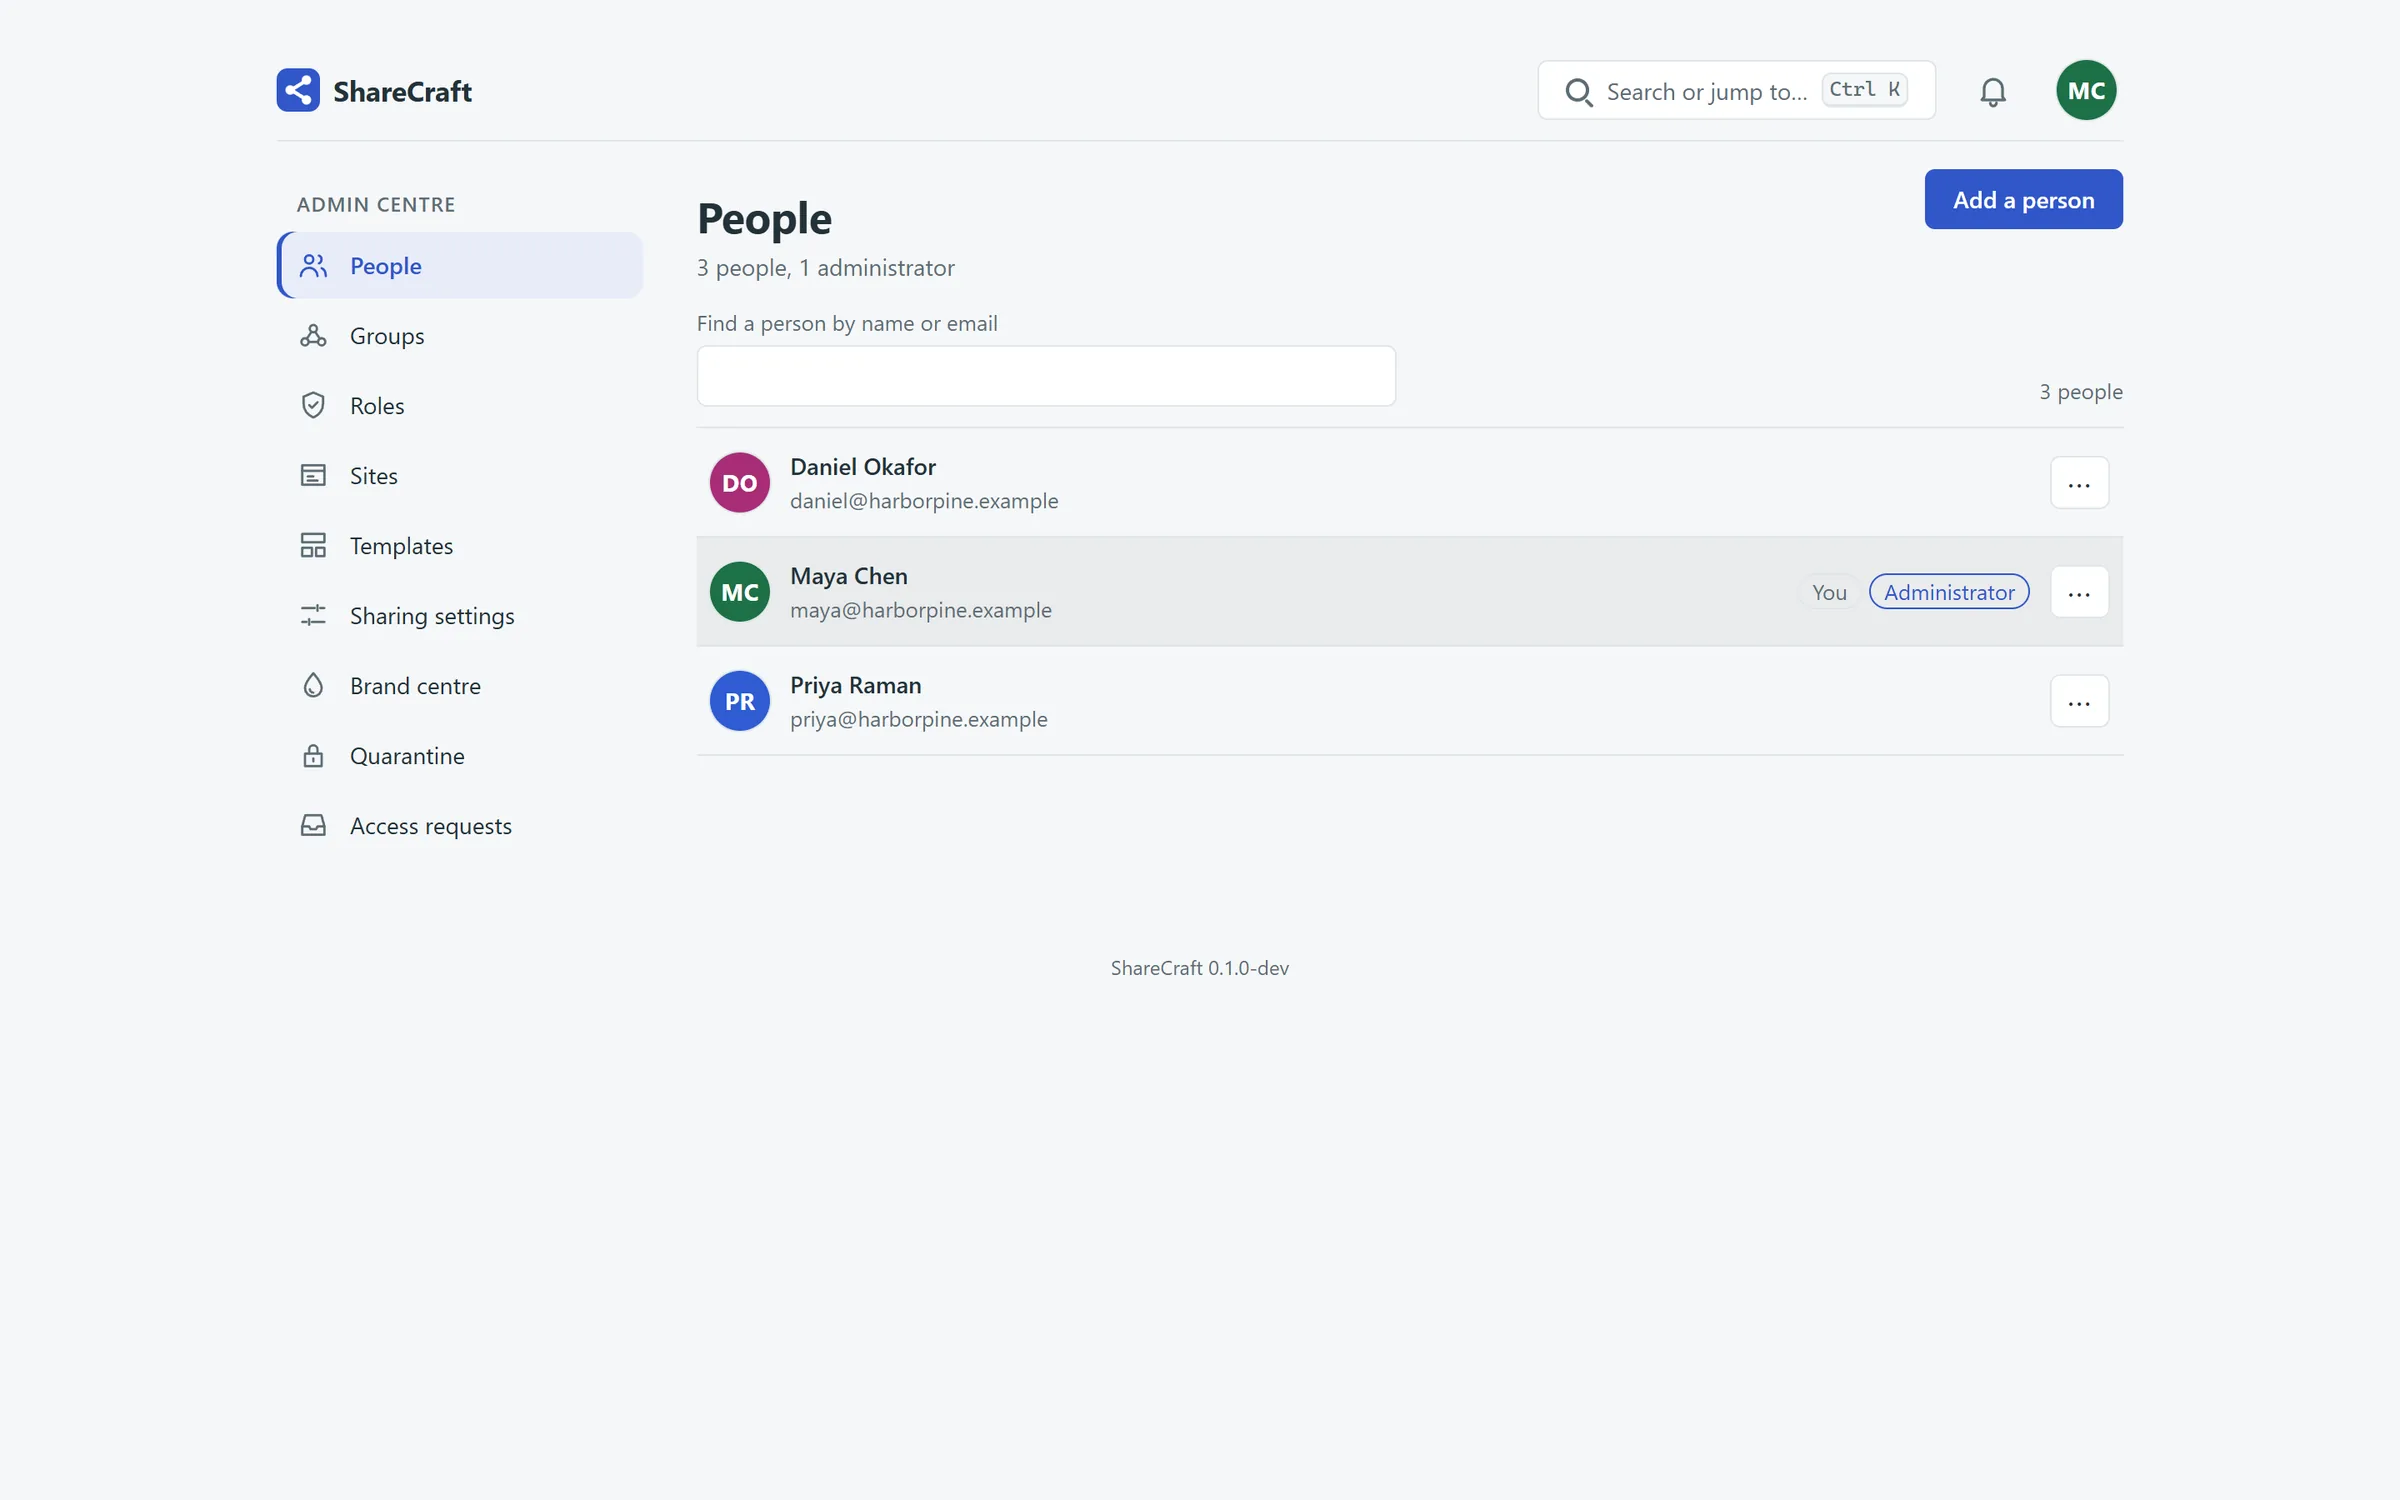 ShareCraft
Search or jump to... Ctrl K
MC
ADMIN CENTRE
People
Groups
Roles
Sites
Templates
Sharing settings
Brand centre
Quarantine
Access requests
People
Add a person
3 people, 1 administrator
Find a person by name or email
3 people
DO
Daniel Okafor
daniel@harborpine.example
...
MC
Maya Chen
maya@harborpine.example
You
Administrator
...
PR
Priya Raman
priya@harborpine.example
...
ShareCraft 0.1.0-dev